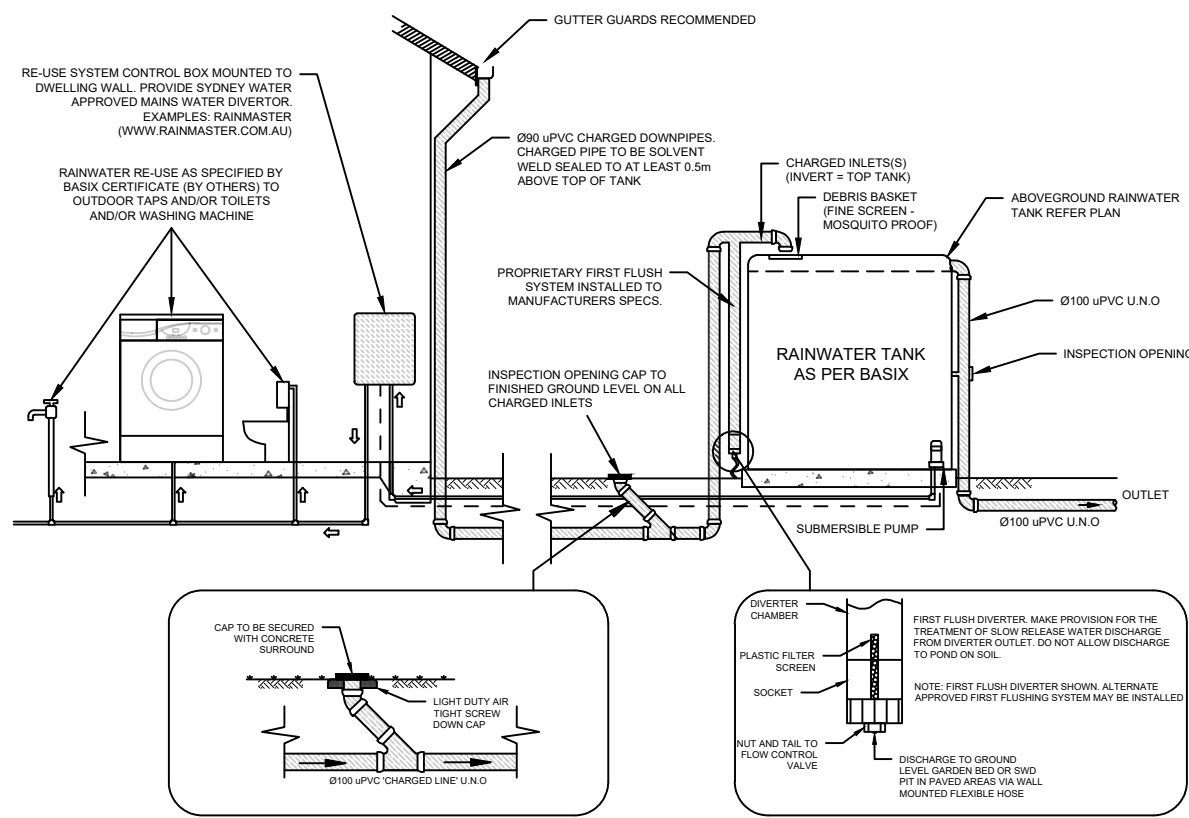 GUTTER GUARDS RECOMMENDED
RE-USE SYSTEM CONTROL BOX MOUNTED TO
DWELLING WALL. PROVIDE SYDNEY WATER
APPROVED MAINS WATER DIVERTOR.
EXAMPLES: RAINMASTER
(WWW.RAINMASTER.COM.AU)
Ø90 uPVC CHARGED DOWNPIPES.
CHARGED PIPE TO BE SOLVENT
WELD SEALED TO AT LEAST 0.5m
ABOVE TOP OF TANK
RAINWATER RE-USE AS SPECIFIED BY
BASIX CERTIFICATE (BY OTHERS) TO
OUTDOOR TAPS AND/OR TOILETS
AND/OR WASHING MACHINE
CHARGED INLETS(S)
(INVERT = TOP TANK)
DEBRIS BASKET
(FINE SCREEN -
MOSQUITO PROOF)
ABOVEGROUND RAINWATER
TANK REFER PLAN
PROPRIETARY FIRST FLUSH
SYSTEM INSTALLED TO
MANUFACTURERS SPECS.
Ø100 uPVC U.N.O
INSPECTION OPENING
RAINWATER TANK
AS PER BASIX
INSPECTION OPENING CAP TO
FINISHED GROUND LEVEL ON ALL
CHARGED INLETS
OUTLET
Ø100 uPVC U.N.O
SUBMERSIBLE PUMP
CAP TO BE SECURED
WITH CONCRETE
SURROUND
LIGHT DUTY AIR
TIGHT SCREW
DOWN CAP
Ø100 uPVC 'CHARGED LINE' U.N.O
DIVERTER
CHAMBER
PLASTIC FILTER
SCREEN
SOCKET
NUT AND TAIL TO
FLOW CONTROL
VALVE
FIRST FLUSH DIVERTER. MAKE PROVISION FOR THE
TREATMENT OF SLOW RELEASE WATER DISCHARGE
FROM DIVERTER OUTLET. DO NOT ALLOW DISCHARGE
TO POND ON SOIL.
NOTE: FIRST FLUSH DIVERTER SHOWN. ALTERNATE
APPROVED FIRST FLUSHING SYSTEM MAY BE INSTALLED
DISCHARGE TO GROUND
LEVEL GARDEN BED OR SWD
PIT IN PAVED AREAS VIA WALL
MOUNTED FLEXIBLE HOSE